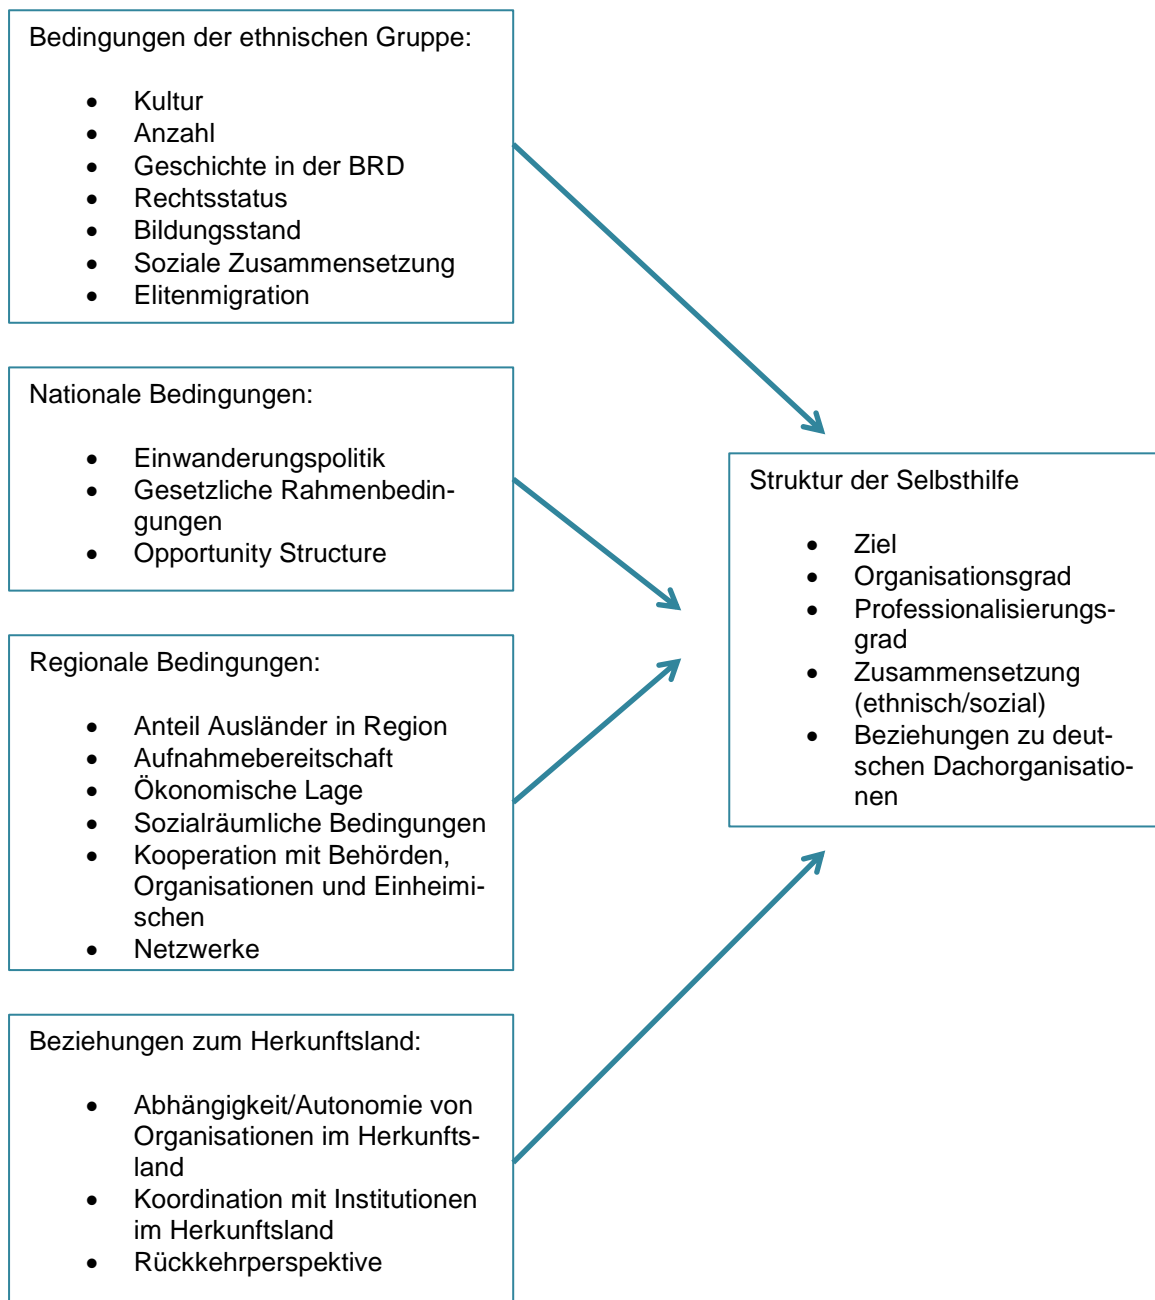 Bedingungen der ethnischen Gruppe:
• Kultur
• Anzahl
• Geschichte in der BRD
• Rechtsstatus
• Bildungsstand
• Soziale Zusammensetzung
• Elitenmigration
Nationale Bedingungen:
• Einwanderungspolitik
• Gesetzliche Rahmenbedin-
gungen
• Opportunity Structure
Regionale Bedingungen:
• Anteil Ausländer in Region
• Aufnahmebereitschaft
• Ökonomische Lage
• Sozialräumliche Bedingungen
• Kooperation mit Behörden,
Organisationen und Einheimi-
schen
• Netzwerke
Beziehungen zum Herkunftsland:
• Abhängigkeit/Autonomie von
Organisationen im Herkunfts-
land
• Koordination mit Institutionen
im Herkunftsland
• Rückkehrperspektive
Struktur der Selbsthilfe
• Ziel
• Organisationsgrad
• Professionalisierungs-
grad
• Zusammensetzung
(ethnisch/sozial)
• Beziehungen zu deut-
schen Dachorganisatio-
nen